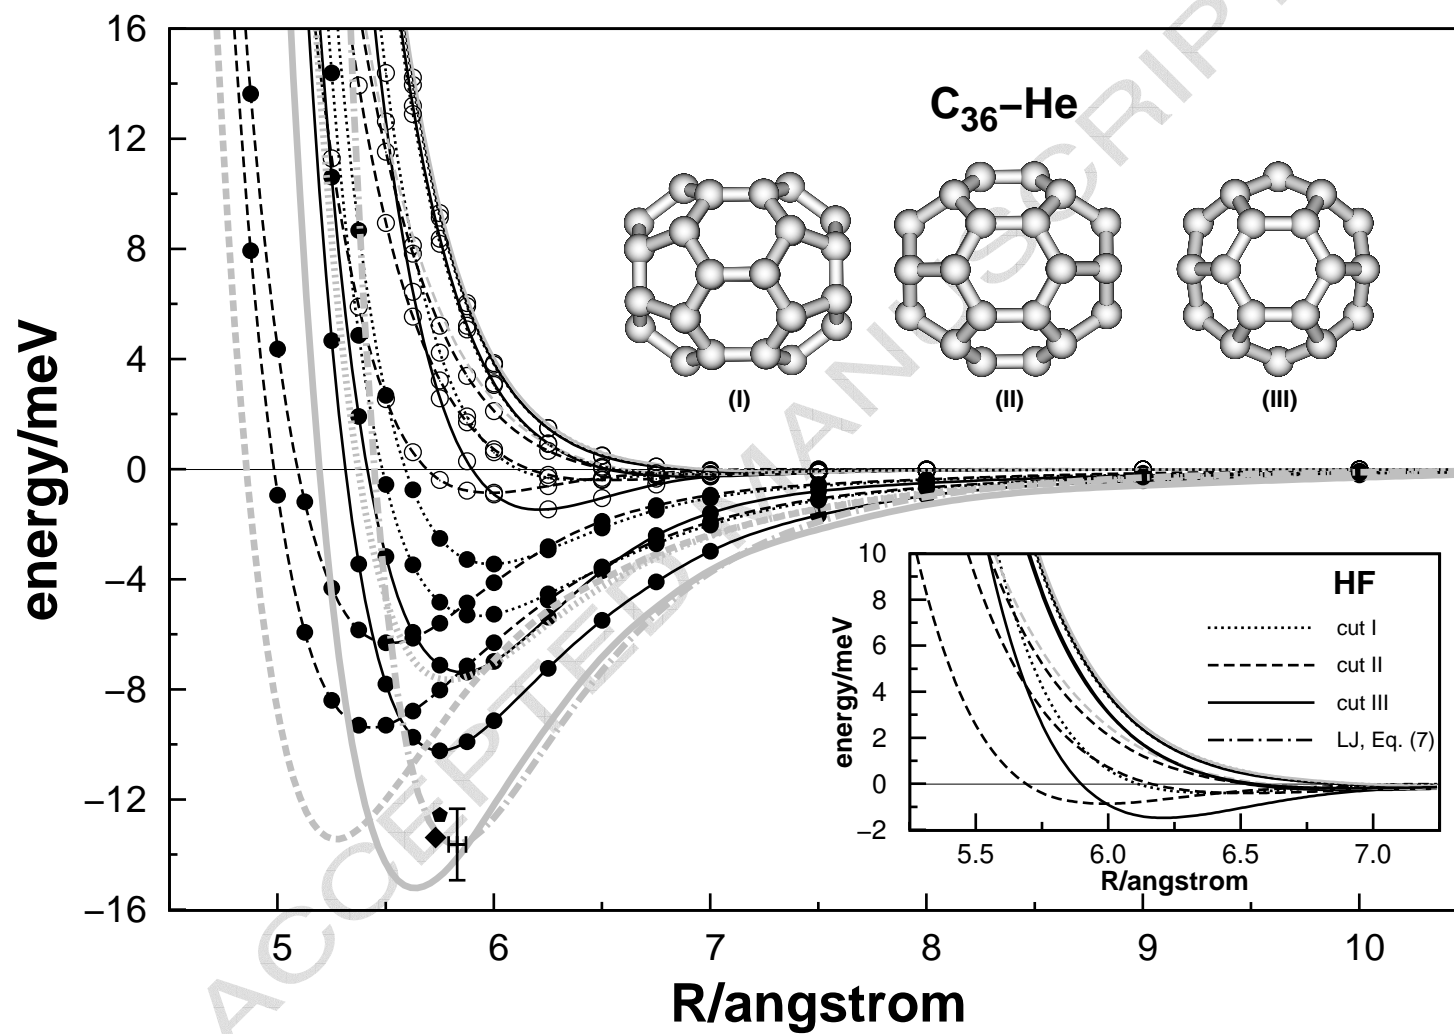 C36–He
(I) (II) (III)
energy/meV
16
12
8
4
0
−4
−8
−12
−16
5 6 7 8 9 10
R/angstrom
HF
cut I
cut II
cut III
LJ, Eq. (7)
energy/meV
10
8
6
4
2
0
−2
5.5 6.0 6.5 7.0
R/angstrom
ACCEPTED MANUSCRIPT